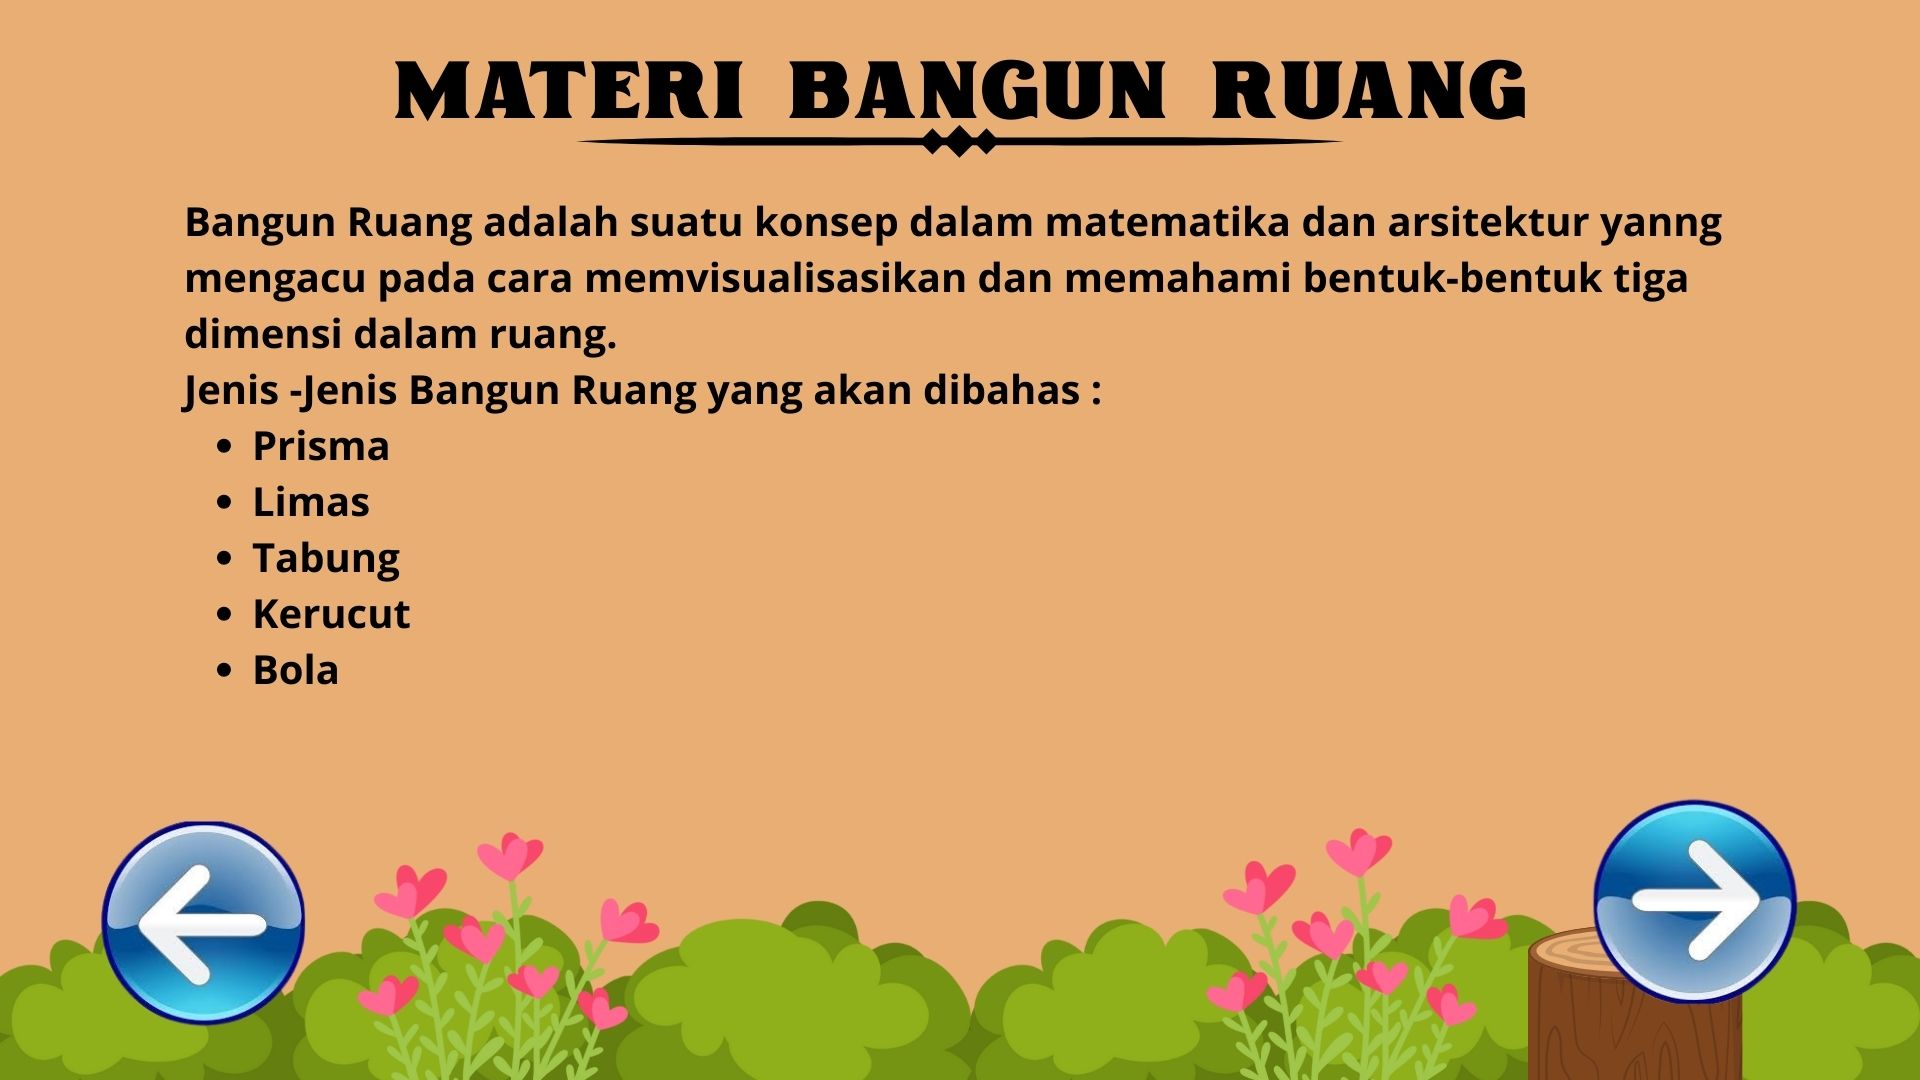 MATERI BANGUN RUANG
Bangun Ruang adalah suatu konsep dalam matematika dan arsitektur yanng
mengacu pada cara memvisualisasikan dan memahami bentuk-bentuk tiga
dimensi dalam ruang.
Jenis -Jenis Bangun Ruang yang akan dibahas :
• Prisma
• Limas
• Tabung
• Kerucut
• Bola